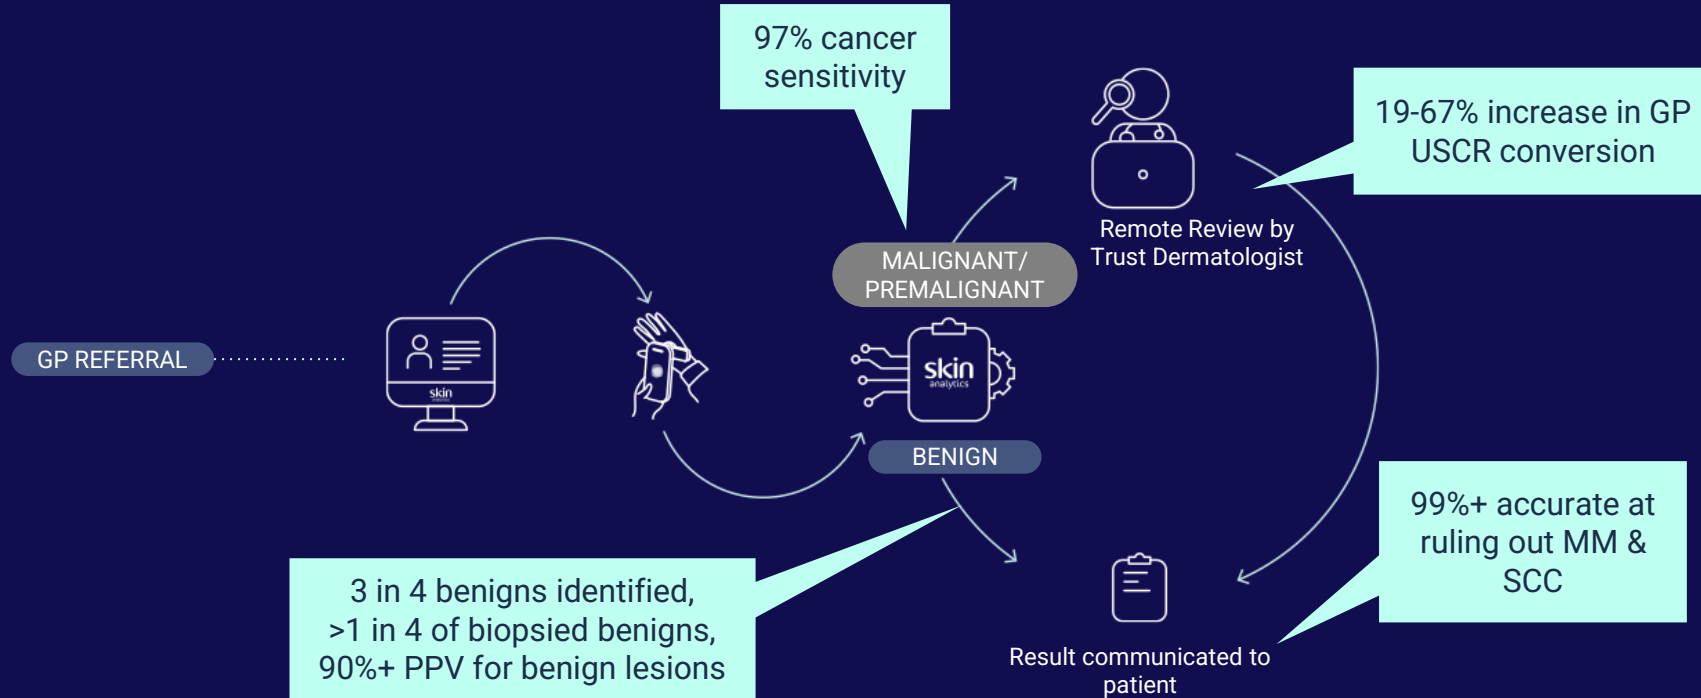 97% cancer
sensitivity
19-67% increase in GP
USCR conversion
Remote Review by
Trust Dermatologist
MALIGNANT/
PREMALIGNANT
GP REFERRAL
skin
analytics
skin
analytics
BENIGN
3 in 4 benigns identified,
>1 in 4 of biopsied benigns,
90%+ PPV for benign lesions
99%+ accurate at
ruling out MM &
SCC
Result communicated to
patient